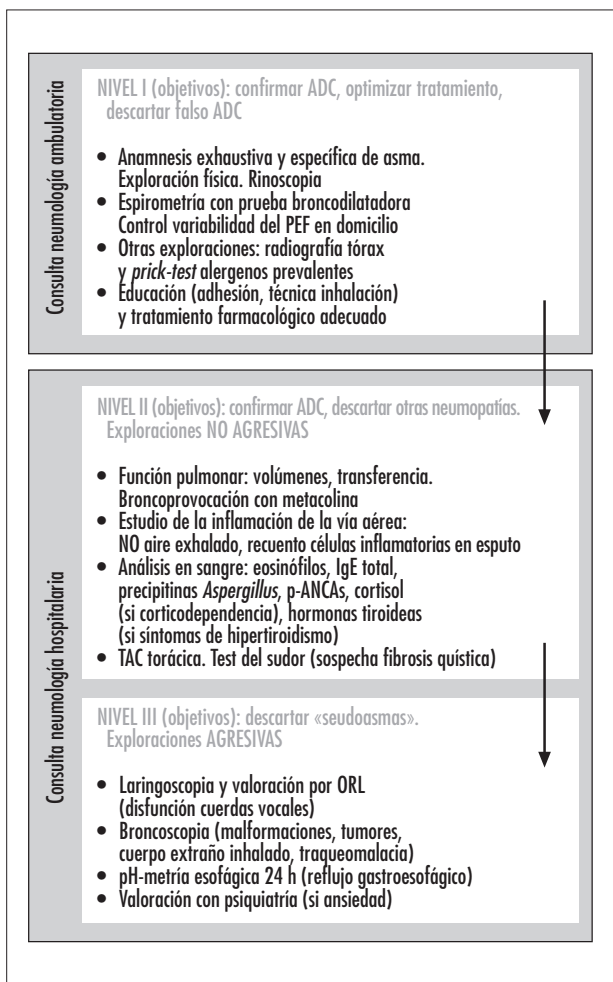 Consulta neumología ambulatoria
NIVEL I (objetivos): confirmar ADC, optimizar tratamiento,
descartar falso ADC
• Anamnesis exhaustiva y específica de asma.
Exploración física. Rinoscopia
• Espirometría con prueba broncodilatadora
Control variabilidad del PEF en domicilio
• Otras exploraciones: radiografía tórax
y prick-test alergenos prevalentes
• Educación (adhesión, técnica inhalación)
y tratamiento farmacológico adecuado
Consulta neumología hospitalaria
NIVEL II (objetivos): confirmar ADC, descartar otras neumopatías.
Exploraciones NO AGRESIVAS
• Función pulmonar: volúmenes, transferencia.
Broncoprovocación con metacolina
• Estudio de la inflamación de la vía aérea:
NO aire exhalado, recuento células inflamatorias en esputo
• Análisis en sangre: eosinófilos, IgE total,
precipitinas Aspergillus, p-ANCAs, cortisol
(si corticodependencia), hormonas tiroideas
(si síntomas de hipertiroidismo)
• TAC torácica. Test del sudor (sospecha fibrosis quística)
NIVEL III (objetivos): descartar «seudoasmas».
Exploraciones AGRESIVAS
• Laringoscopia y valoración por ORL
(disfunción cuerdas vocales)
• Broncoscopia (malformaciones, tumores,
cuerpo extraño inhalado, traqueomalacia)
• pH-metría esofágica 24 h (reflujo gastroesofágico)
• Valoración con psiquiatría (si ansiedad)